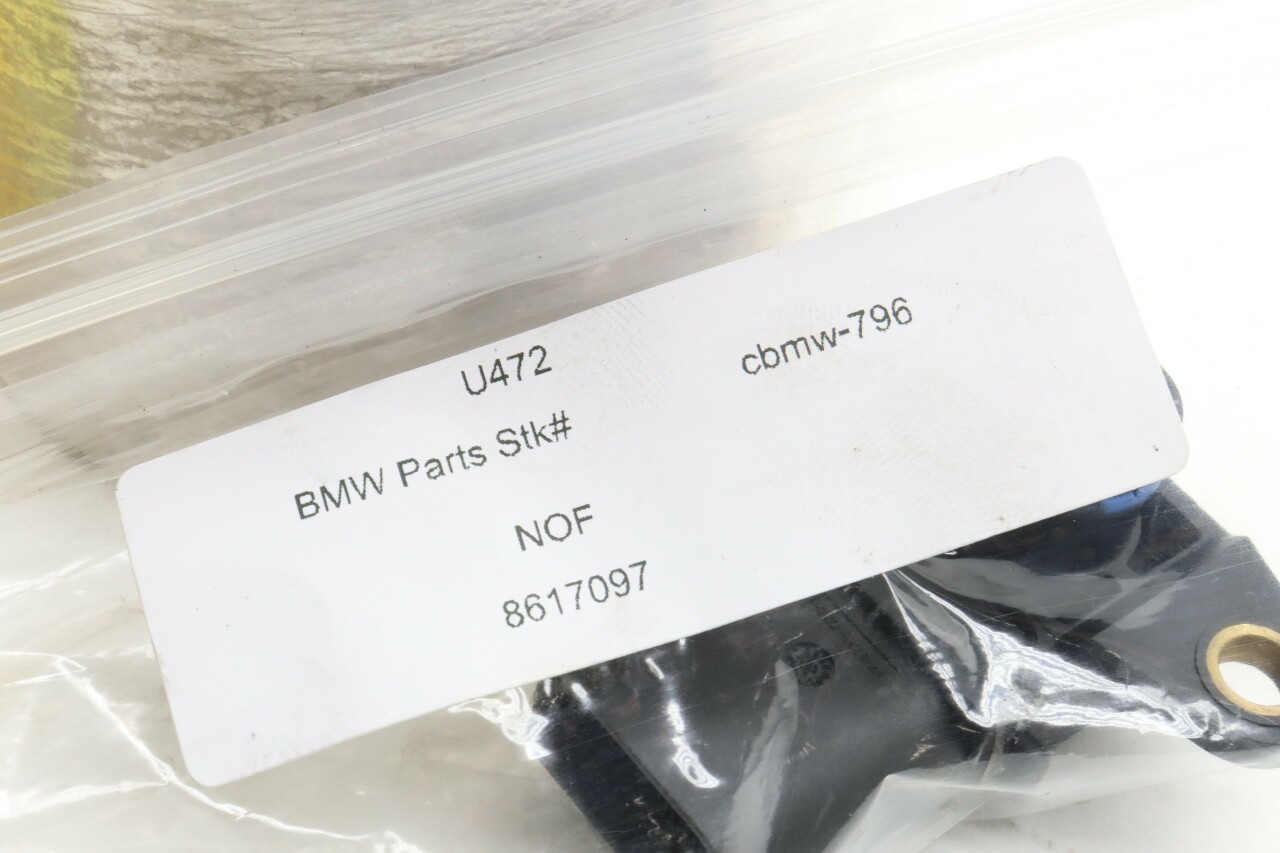 U472 cbmw-796
BMW Parts Stk#
NOF
8617097